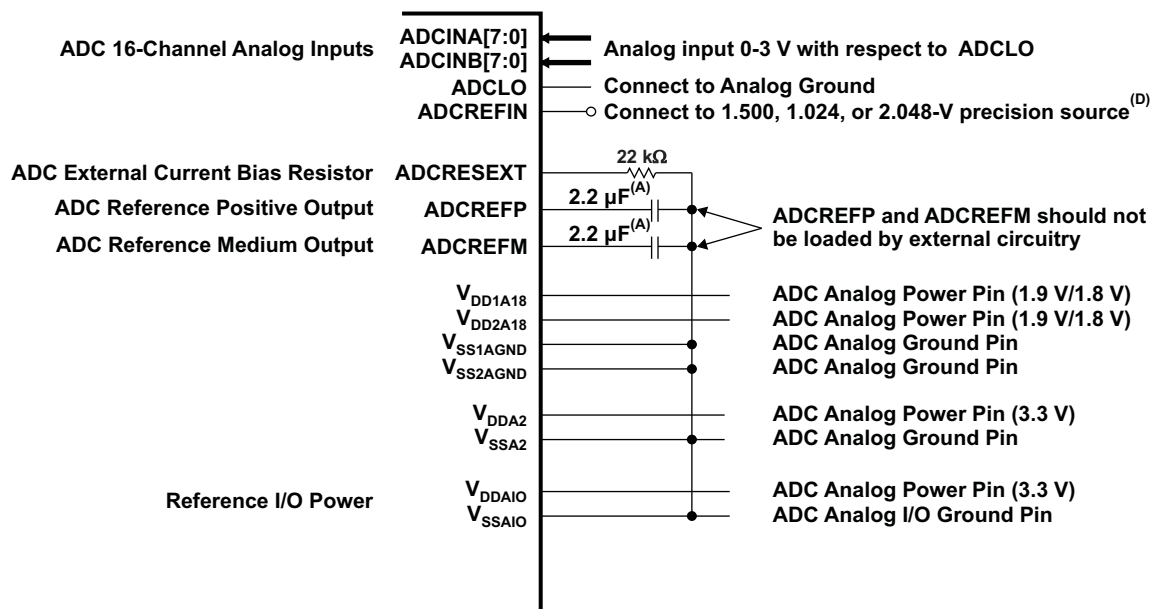 ADC 16-Channel Analog Inputs
ADCINA[7:0]
ADCINB[7:0]
Analog input 0-3 V with respect to ADCLO
ADCLO
Connect to Analog Ground
ADCREFIN
Connect to 1.500, 1.024, or 2.048-V precision source(D)
22 kΩ
ADC External Current Bias Resistor
ADCRESEXT
2.2 µF(A)
ADC Reference Positive Output
ADCREFP
ADCREFP and ADCREFM should not
be loaded by external circuitry
2.2 µF(A)
ADC Reference Medium Output
ADCREFM
VDD1A18
ADC Analog Power Pin (1.9 V/1.8 V)
VDD2A18
ADC Analog Power Pin (1.9 V/1.8 V)
VSS1AGND
ADC Analog Ground Pin
VSS2AGND
ADC Analog Ground Pin
VDDA2
ADC Analog Power Pin (3.3 V)
VSSA2
ADC Analog Ground Pin
Reference I/O Power
VDDAIO
ADC Analog Power Pin (3.3 V)
VSSAIO
ADC Analog I/O Ground Pin